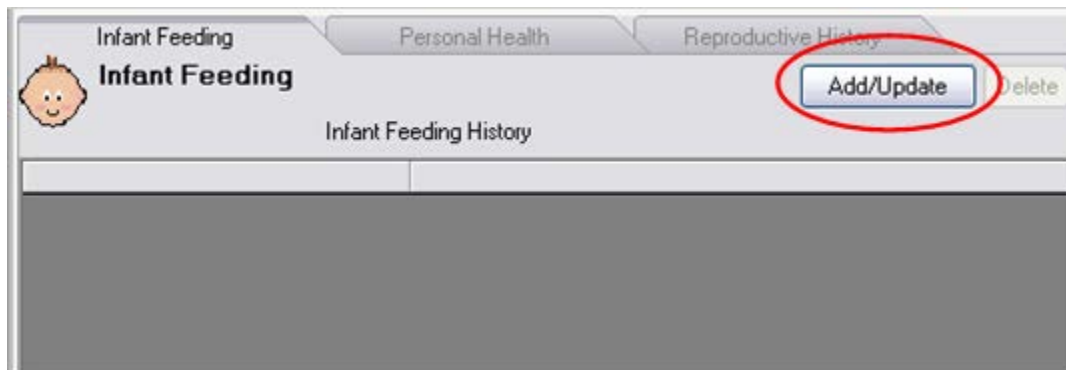 Infant Feeding Personal Health Reproductive History
Infant Feeding
Add/Update Delete
Infant Feeding History